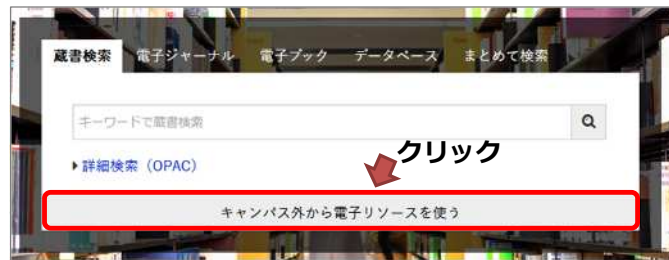 蔵書検索 電子ジャーナル 電子ブック データベース まとめて検索
キーワードで蔵書検索
詳細検索（OPAC）
クリック
キャンパス外から電子リソースを使う